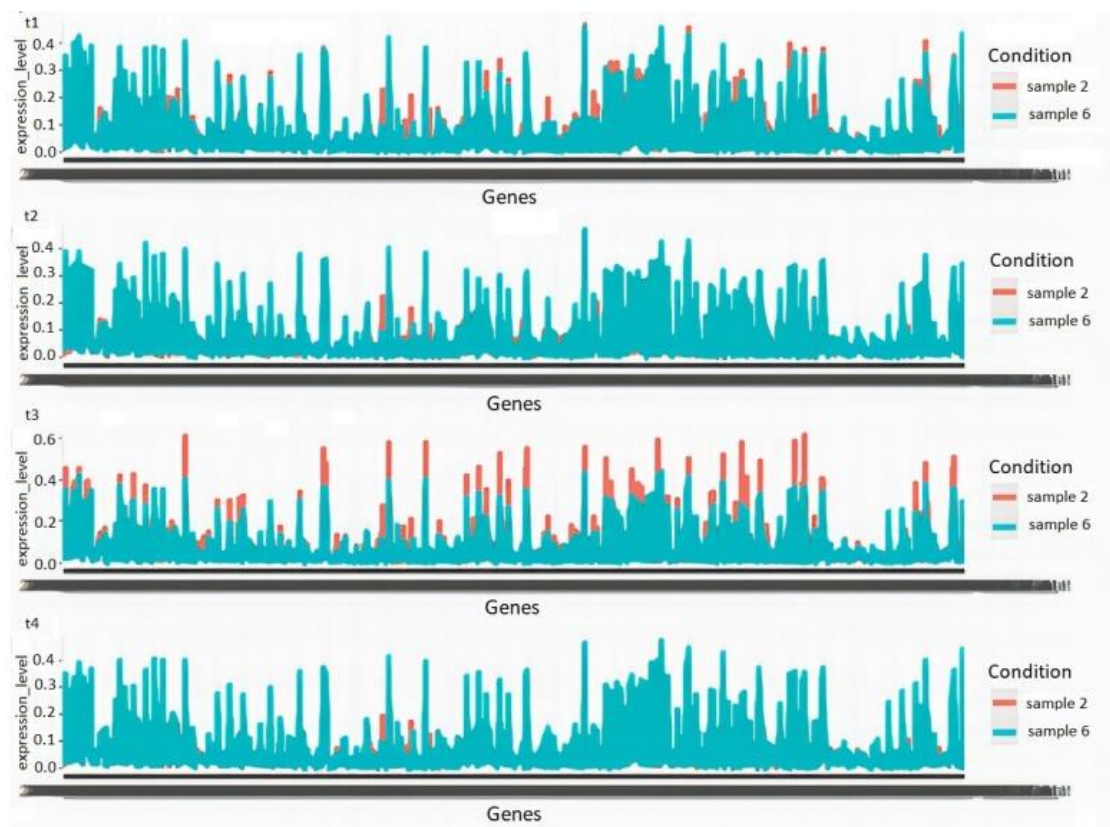 t1
expression_level
0.4
0.3
0.2
0.1
0.0
Genes
Condition
sample 2
sample 6
t2
expression_level
0.4
0.3
0.2
0.1
0.0
Genes
Condition
sample 2
sample 6
t3
expression_level
0.6
0.4
0.2
0.0
Genes
Condition
sample 2
sample 6
t4
expression_level
0.4
0.3
0.2
0.1
0.0
Genes
Condition
sample 2
sample 6